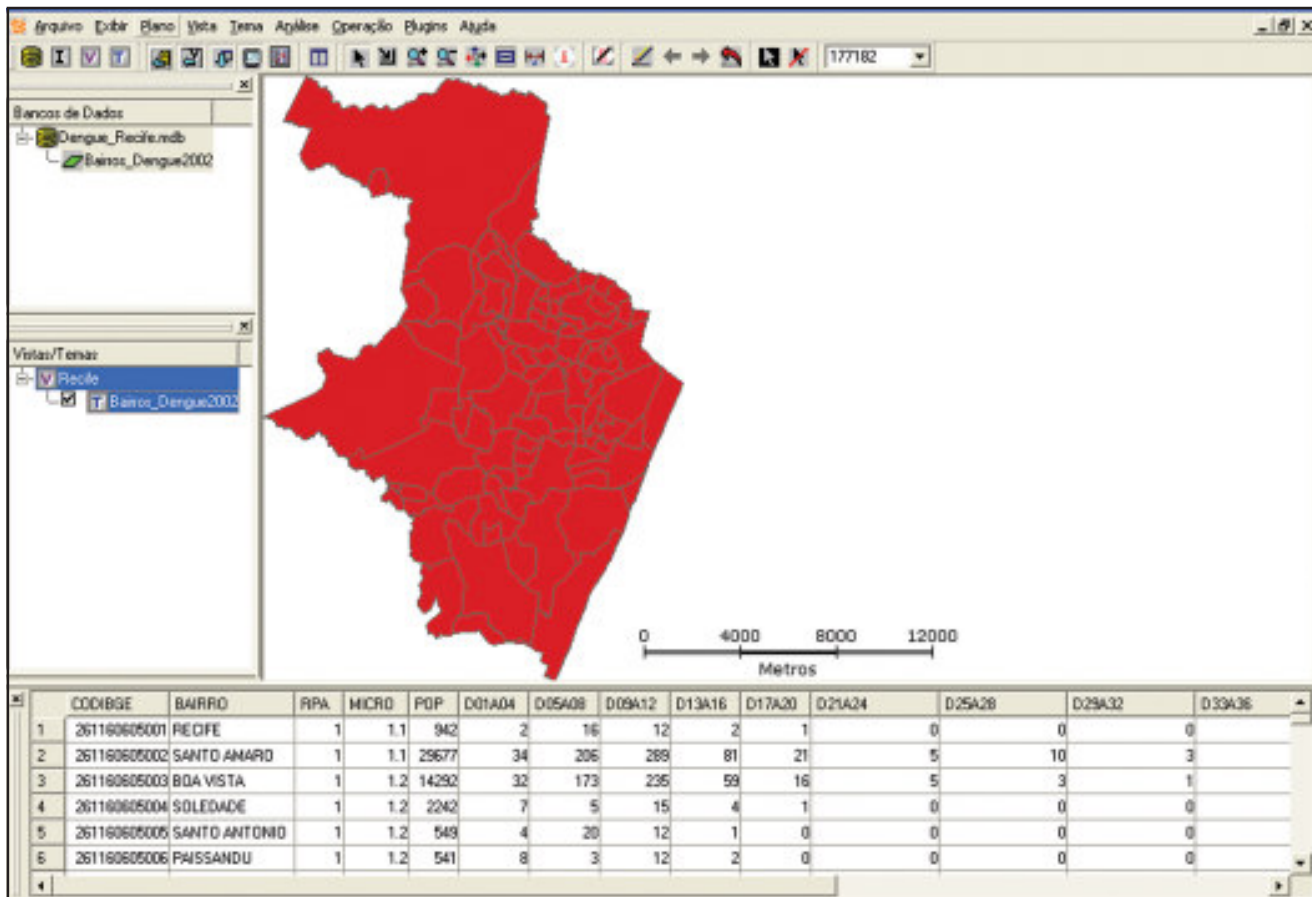 Arquivo Exibir Plano Vista Tema Análise Operação Plugins Ajuda
I V T 177182
Bancos de Dados
Dengue_Recife.mdb
Bairros_Dengue2002
Vistas/Temas
V Recife
T Bairros_Dengue2002
0 4000 8000 12000
Metros
CODIBGE BAIRRO RPA MICRO POP D01A04 D05A08 D09A12 D13A16 D17A20 D21A24 D25A28 D29A32 D33A36
1 261160605001 RECIFE 1 1.1 942 2 16 12 2 1 0 0 0
2 261160605002 SANTO AMARO 1 1.1 29677 34 206 289 81 21 5 10 3
3 261160605003 BOA VISTA 1 1.2 14292 32 173 235 59 16 5 3 1
4 261160605004 SOLEDADE 1 1.2 2242 7 5 15 4 1 0 0 0
5 261160605005 SANTO ANTONIO 1 1.2 549 4 20 12 1 0 0 0 0
6 261160605006 PAISSANDU 1 1.2 541 8 3 12 2 0 0 0 0